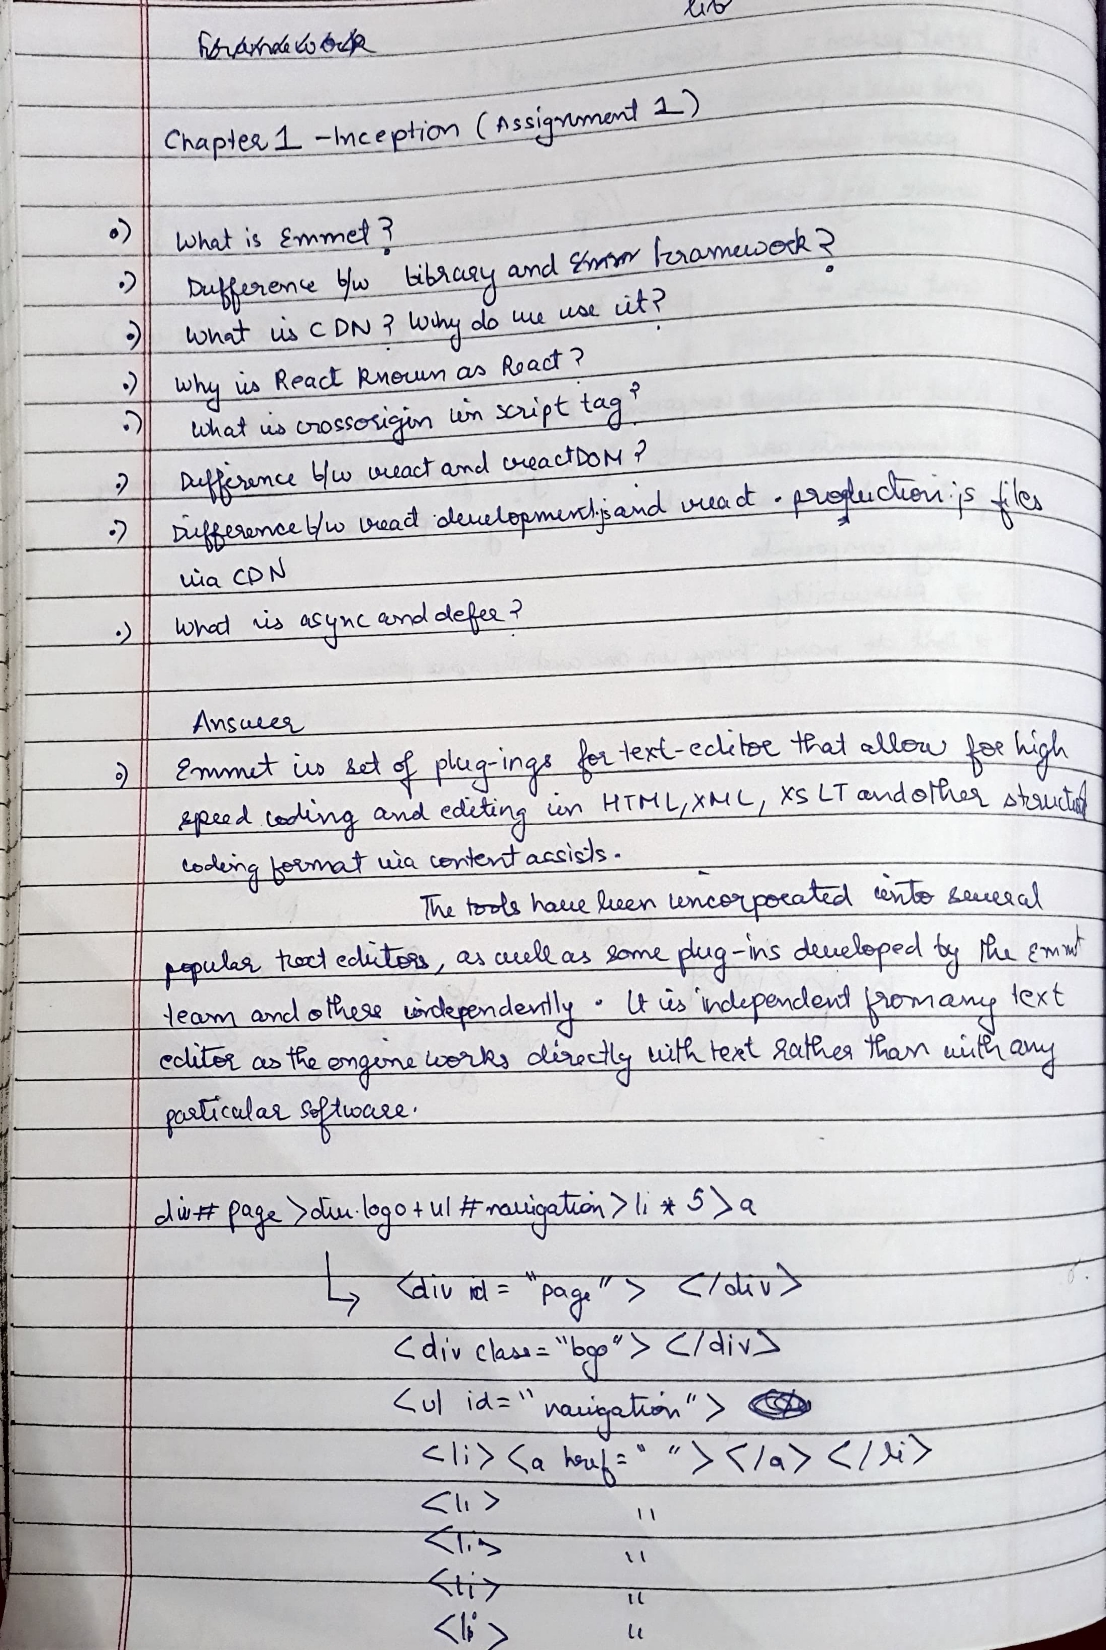 lib
Framework
Chapter 1 - Inception (Assignment 1)
What is Emmet?
Difference b/w library and framework?
What is CDN? Why do we use it?
Why is React known as React?
What is crossorigin in script tag?
Difference b/w react and reactDOM?
Difference b/w react development.js and react . production.js files
via CDN
What is async and defer?
Answer
Emmet is set of plug-ings for text-editor that allow for high
speed coding and editing in HTML, XML, XSLT and other structu
coding format via content assists.
The tools have been incorporated into several
popular text editors, as well as some plug-ins developed by the Emmt
team and others independently. It is independent from any text
editor as the engine works directly with text rather than with any
particular software.
div# page >div.logo+ul #navigation> li * 5>a
<div id = "page"> </div>
<div class="logo"> </div>
<ul id=" navigation">
<li> <a href=" "> </a> </li>
<li> "
<li> "
<li> "
<li> "